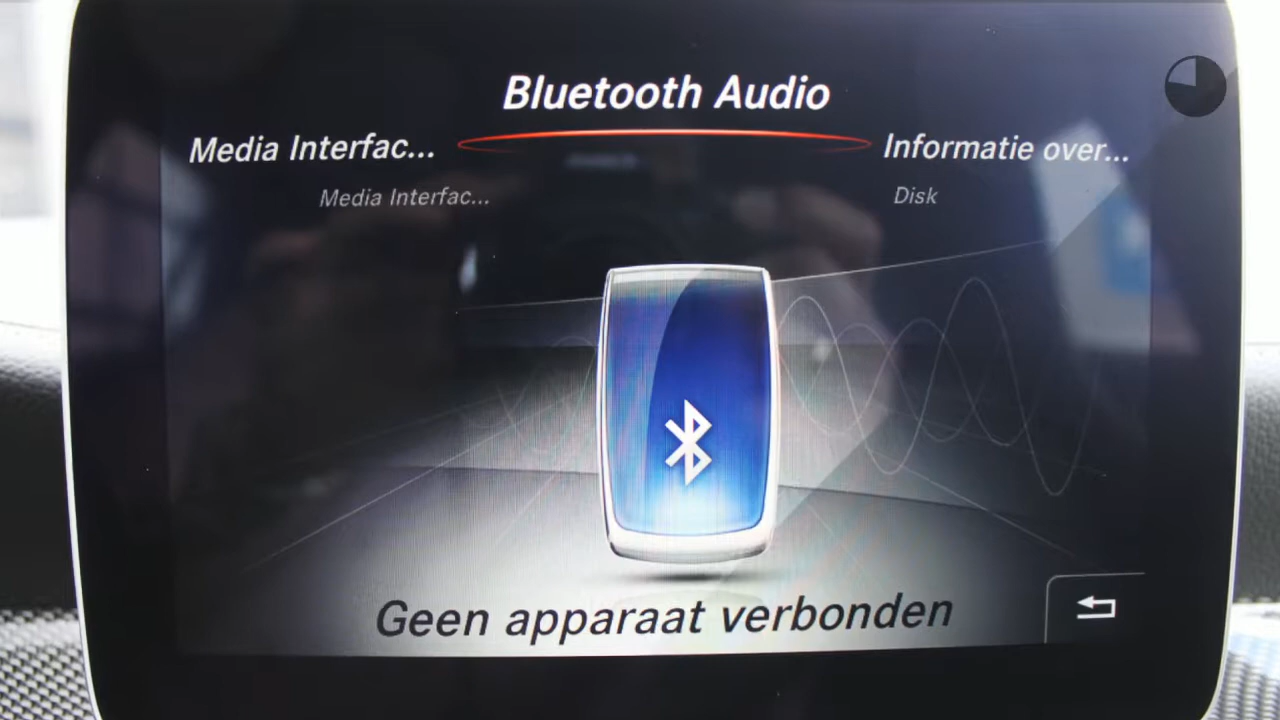 Bluetooth Audio
Media Interfac...
Informatie over...
Media Interfac...
Disk
Geen apparaat verbonden